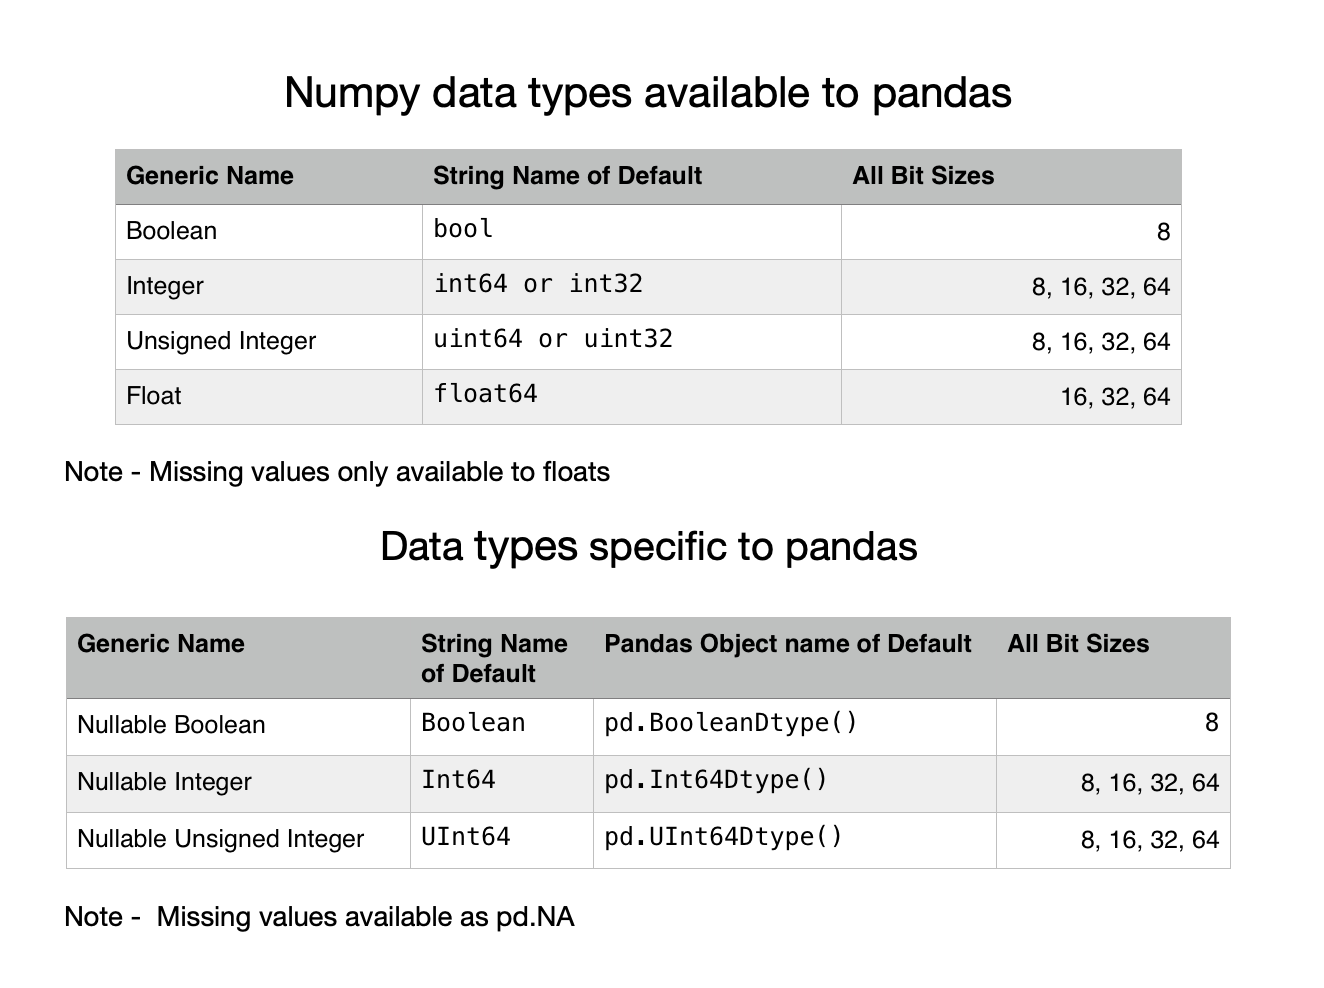 Numpy data types available to pandas
Generic Name String Name of Default All Bit Sizes
Boolean bool 8
Integer int64 or int32 8, 16, 32, 64
Unsigned Integer uint64 or uint32 8, 16, 32, 64
Float float64 16, 32, 64
Note - Missing values only available to floats
Data types specific to pandas
Generic Name String Name Pandas Object name of Default All Bit Sizes
of Default
Nullable Boolean Boolean pd.BooleanDtype() 8
Nullable Integer Int64 pd.Int64Dtype() 8, 16, 32, 64
Nullable Unsigned Integer UInt64 pd.UInt64Dtype() 8, 16, 32, 64
Note -  Missing values available as pd.NA